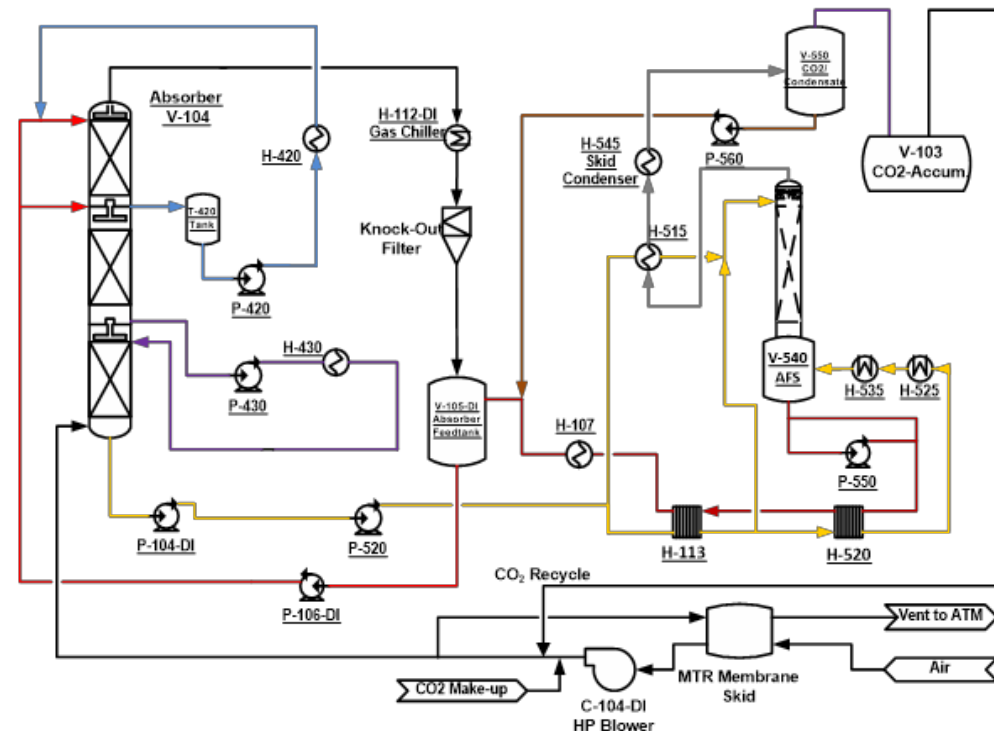 V-550
CO2/
Condensate
Absorber
V-104
H-112-DI
Gas Chiller
H-420
H-545
Skid
Condenser
P-560
V-103
CO2-Accum.
T-420
Tank
Knock-Out
Filter
H-515
P-420
H-430
V-540
AFS
H-535
H-525
P-430
V-105-DI
Absorber
Feedtank
H-107
P-550
P-104-DI
P-520
H-113
H-520
CO₂ Recycle
P-106-DI
Vent to ATM
Air
MTR Membrane
Skid
CO2 Make-up
C-104-DI
HP Blower